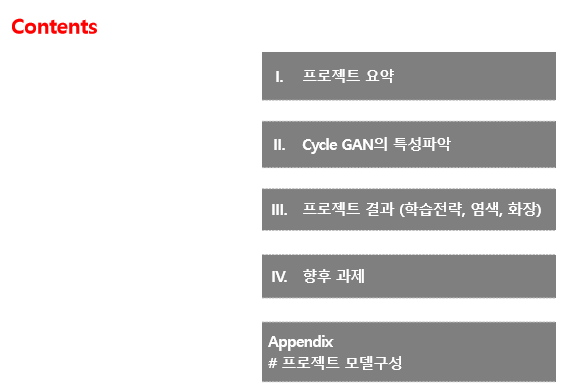 Contents
I. 프로젝트 요약
II. Cycle GAN의 특성파악
III. 프로젝트 결과 (학습전략, 염색, 화장)
IV. 향후 과제
Appendix
# 프로젝트 모델구성